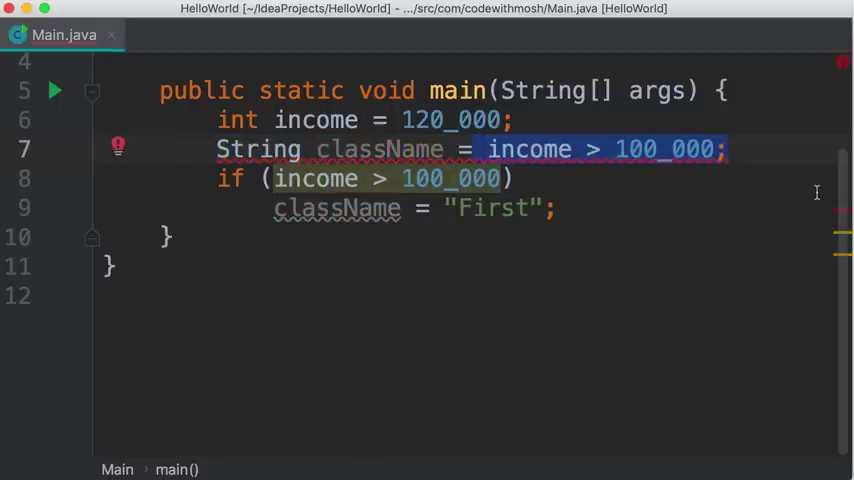 HelloWorld [~/IdeaProjects/HelloWorld] - .../src/com/codewithmosh/Main.java [HelloWorld]
Main.java
4
5 public static void main(String[] args) {
6 int income = 120_000;
7 String className = income > 100_000;
8 if (income > 100_000)
9 className = "First";
10 }
11 }
12
Main › main()